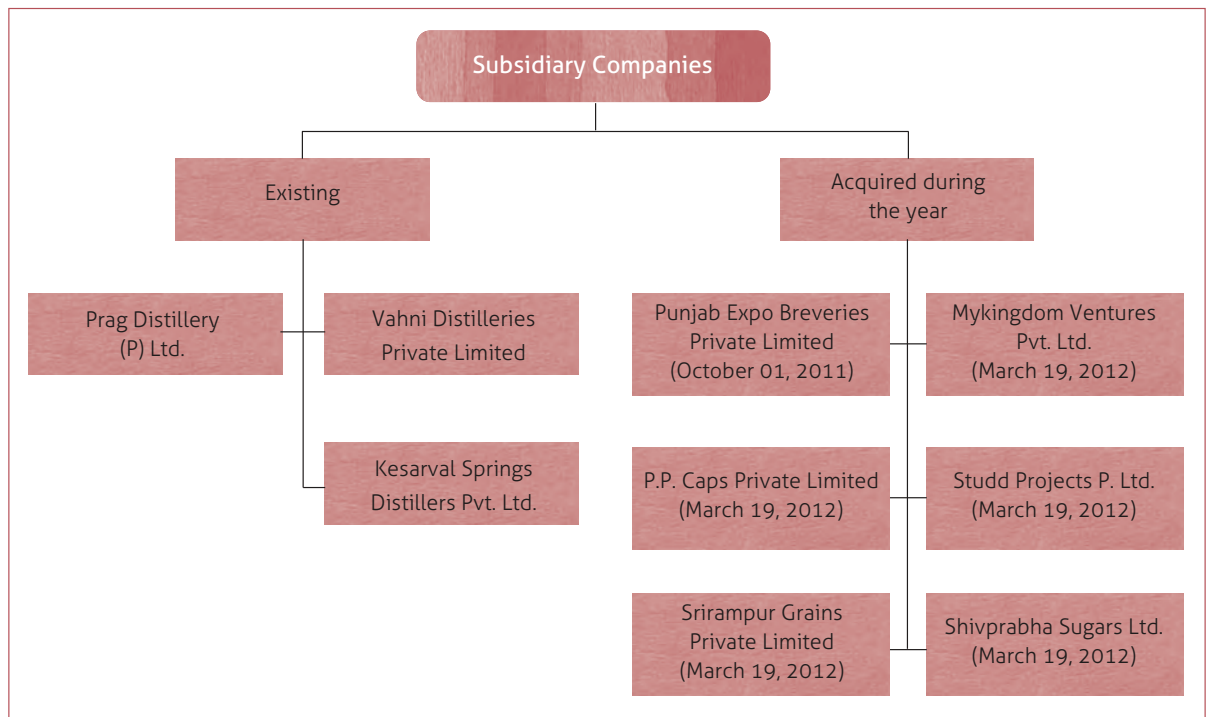 Subsidiary Companies
Existing
Acquired during
the year
Prag Distillery
(P) Ltd.
Vahni Distilleries
Private Limited
Kesarval Springs
Distillers Pvt. Ltd.
Punjab Expo Breveries
Private Limited
(October 01, 2011)
Mykingdom Ventures
Pvt. Ltd.
(March 19, 2012)
P.P. Caps Private Limited
(March 19, 2012)
Studd Projects P. Ltd.
(March 19, 2012)
Srirampur Grains
Private Limited
(March 19, 2012)
Shivprabha Sugars Ltd.
(March 19, 2012)